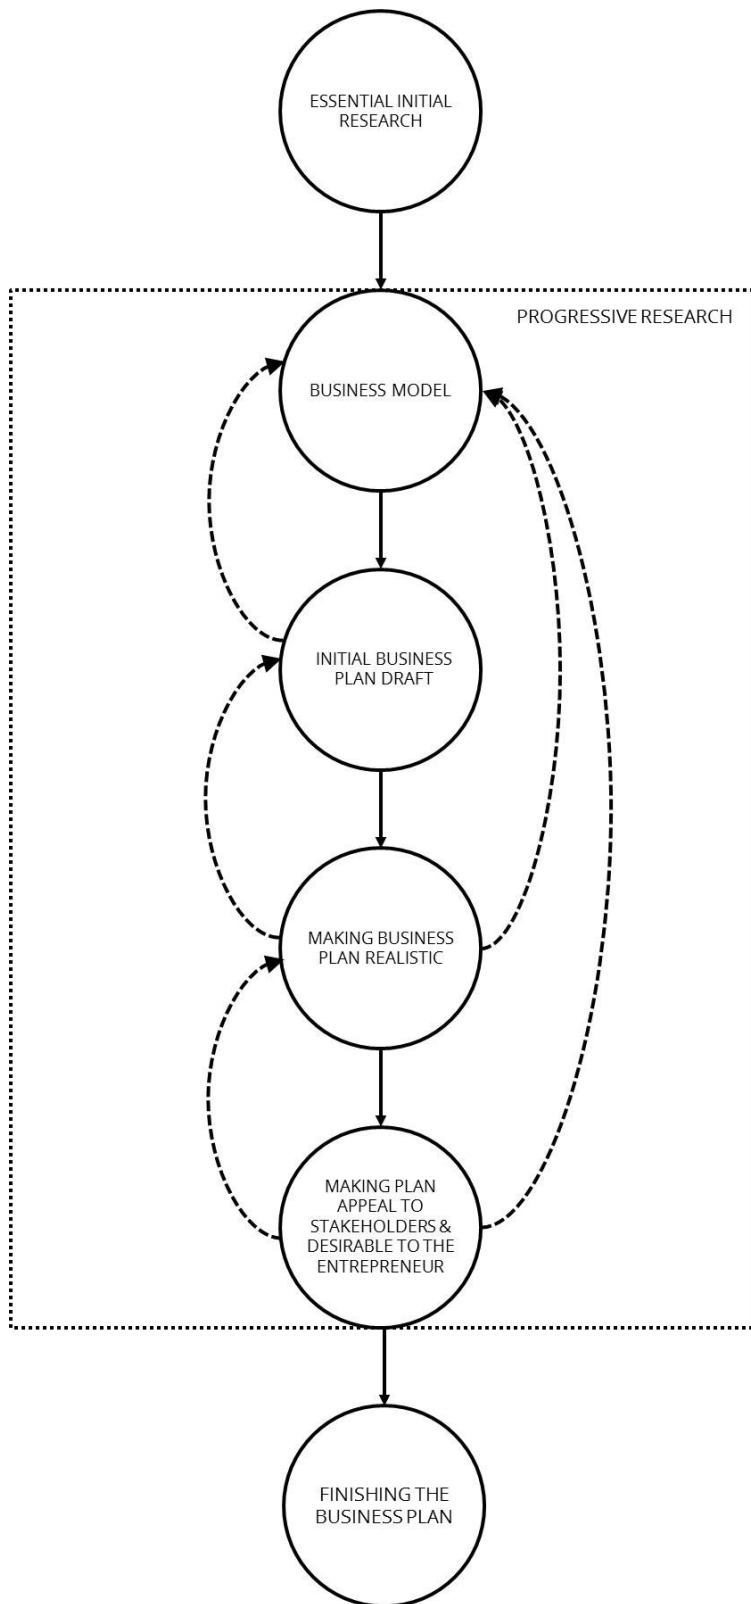 ESSENTIAL INITIAL
RESEARCH
PROGRESSIVE RESEARCH
BUSINESS MODEL
INITIAL BUSINESS
PLAN DRAFT
MAKING BUSINESS
PLAN REALISTIC
MAKING PLAN
APPEAL TO
STAKEHOLDERS &
DESIRABLE TO THE
ENTREPRENEUR
FINISHING THE
BUSINESS PLAN